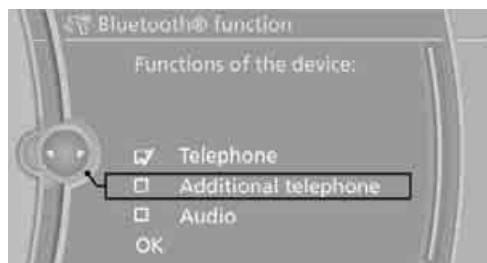 Bluetooth® function
Functions of the device:
Telephone
Additional telephone
Audio
OK